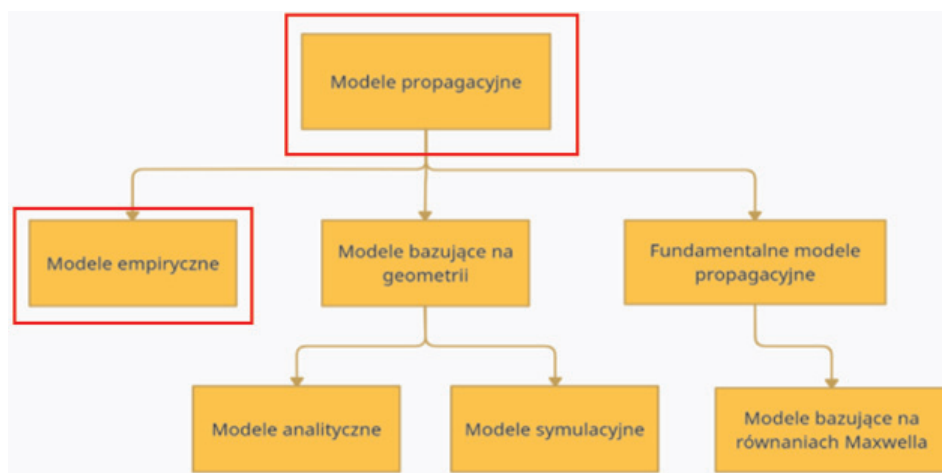 Modele propagacyjne
Modele empiryczne
Modele bazujące na
geometrii
Fundamentalne modele
propagacyjne
Modele analityczne
Modele symulacyjne
Modele bazujące na
równaniach Maxwella